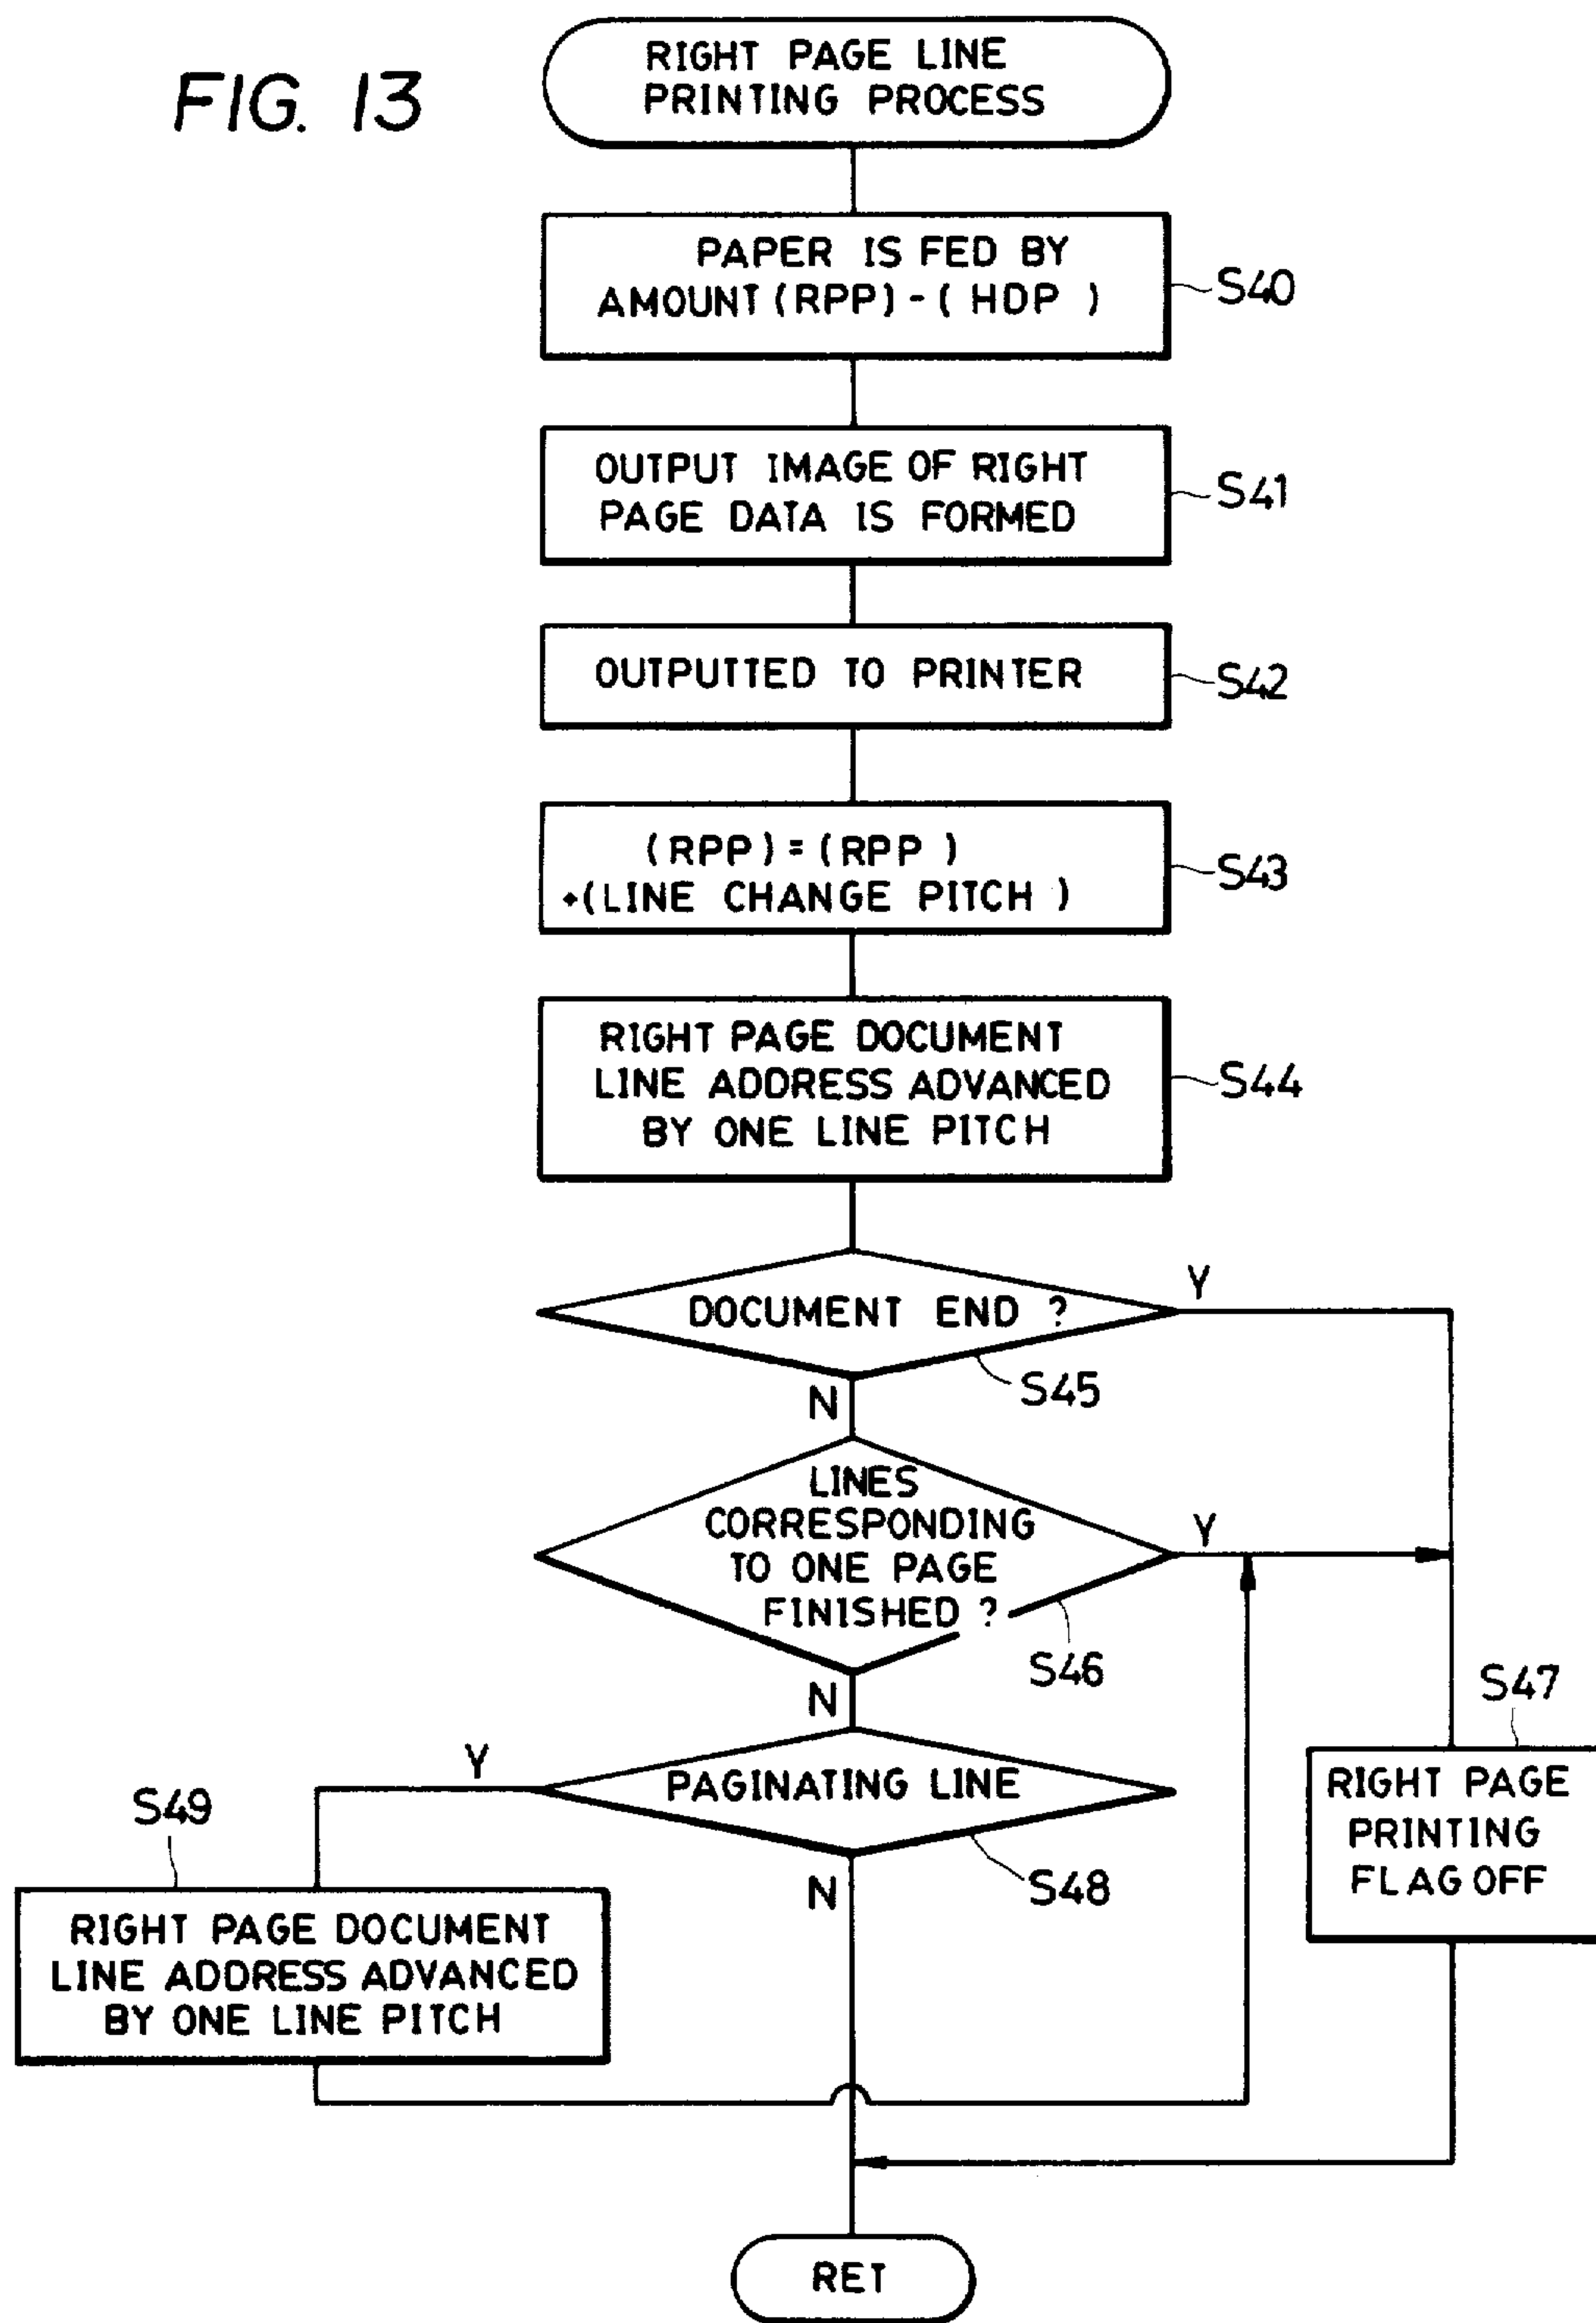 FIG. 13
RIGHT PAGE LINE
PRINTING PROCESS
PAPER IS FED BY
AMOUNT (RPP) - ( HDP )
S40
OUTPUT IMAGE OF RIGHT
PAGE DATA IS FORMED
S41
OUTPUTTED TO PRINTER
S42
(RPP) = (RPP )
+(LINE CHANGE PITCH )
S43
RIGHT PAGE DOCUMENT
LINE ADDRESS ADVANCED
BY ONE LINE PITCH
S44
DOCUMENT END ?
Y
S45
N
LINES
CORRESPONDING
TO ONE PAGE
FINISHED ?
Y
S46
N
S47
RIGHT PAGE
PRINTING
FLAG OFF
PAGINATING LINE
Y
S48
N
S49
RIGHT PAGE DOCUMENT
LINE ADDRESS ADVANCED
BY ONE LINE PITCH
RET